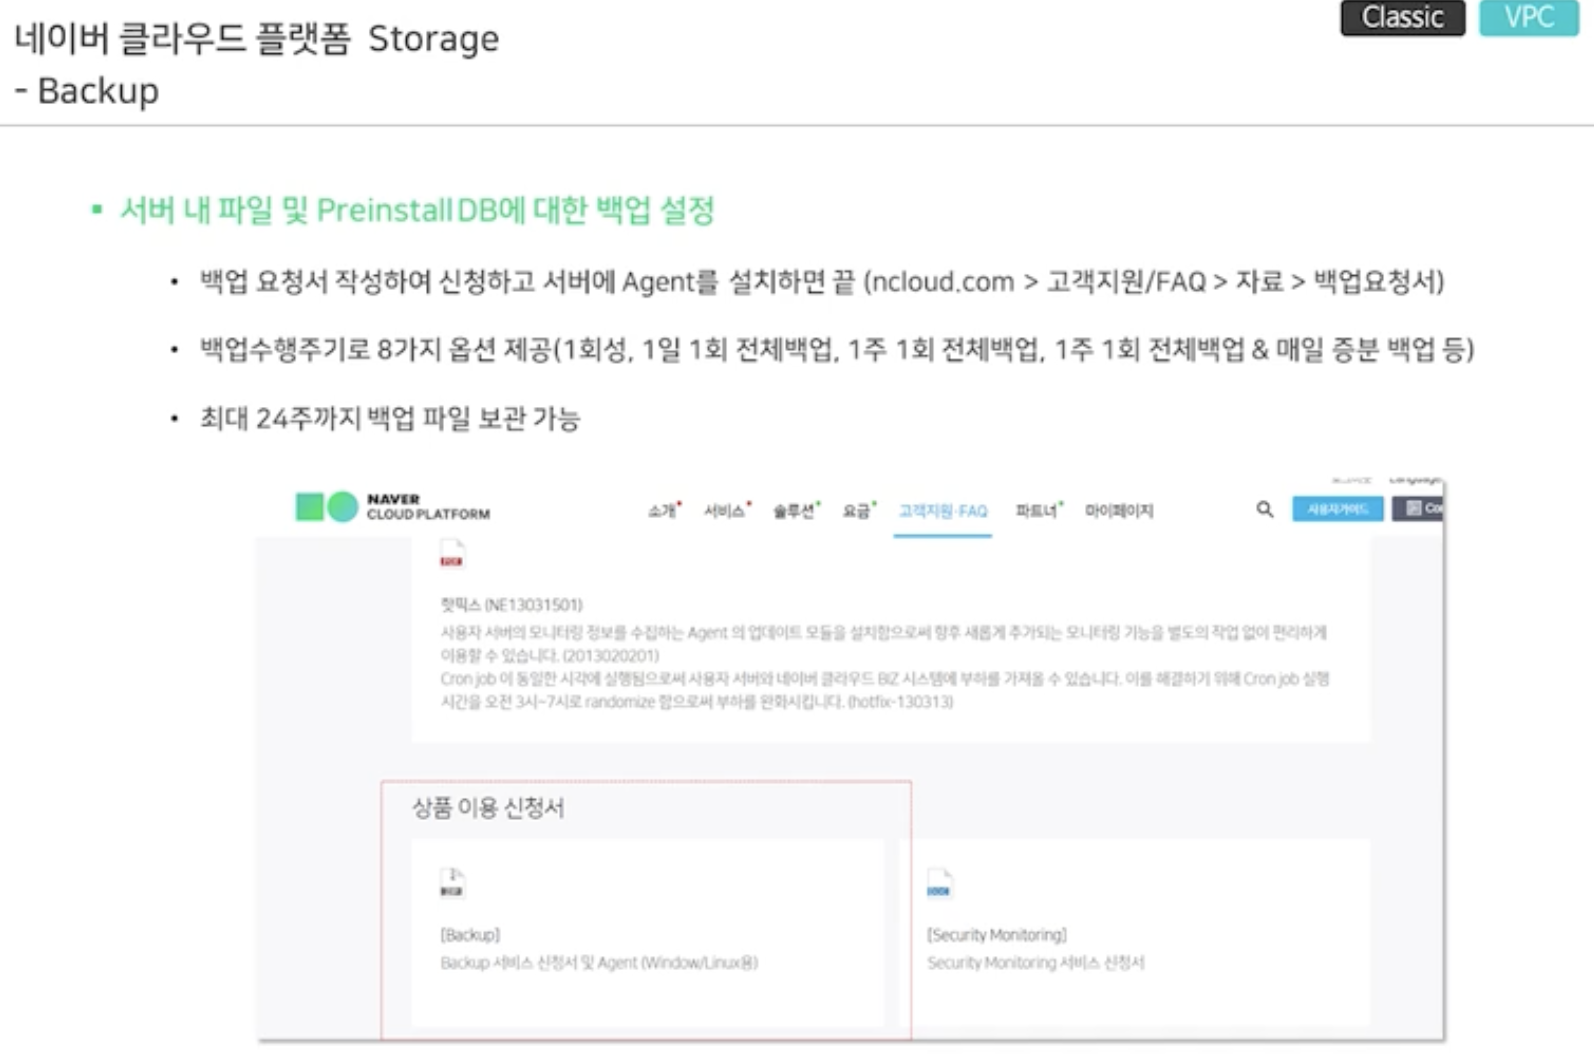 네이버 클라우드 플랫폼 Storage
- Backup
Classic
VPC
▪ 서버 내 파일 및 Preinstall DB에 대한 백업 설정
• 백업 요청서 작성하여 신청하고 서버에 Agent를 설치하면 끝 (ncloud.com > 고객지원/FAQ > 자료 > 백업요청서)
• 백업수행주기로 8가지 옵션 제공(1회성, 1일 1회 전체백업, 1주 1회 전체백업, 1주 1회 전체백업 & 매일 증분 백업 등)
• 최대 24주까지 백업 파일 보관 가능
NAVER
CLOUD PLATFORM
소개 서비스 솔루션 요금 고객지원·FAQ 파트너 마이페이지
사용자가이드
PDF
핫픽스 (NE13031501)
사용자 서버의 모니터링 정보를 수집하는 Agent 의 업데이트 모듈을 설치함으로써 향후 새롭게 추가되는 모니터링 기능을 별도의 작업 없이 편리하게
이용할 수 있습니다. (2013020201)
Cron job 이 동일한 시각에 실행됨으로써 사용자 서버와 네이버 클라우드 BIZ 시스템에 부하를 가져올 수 있습니다. 이를 해결하기 위해 Cron job 실행
시간을 오전 3시~7시로 randomize 함으로써 부하를 완화시킵니다. (hotfix-130313)
상품 이용 신청서
[Backup]
Backup 서비스 신청서 및 Agent (Window/Linux용)
[Security Monitoring]
Security Monitoring 서비스 신청서